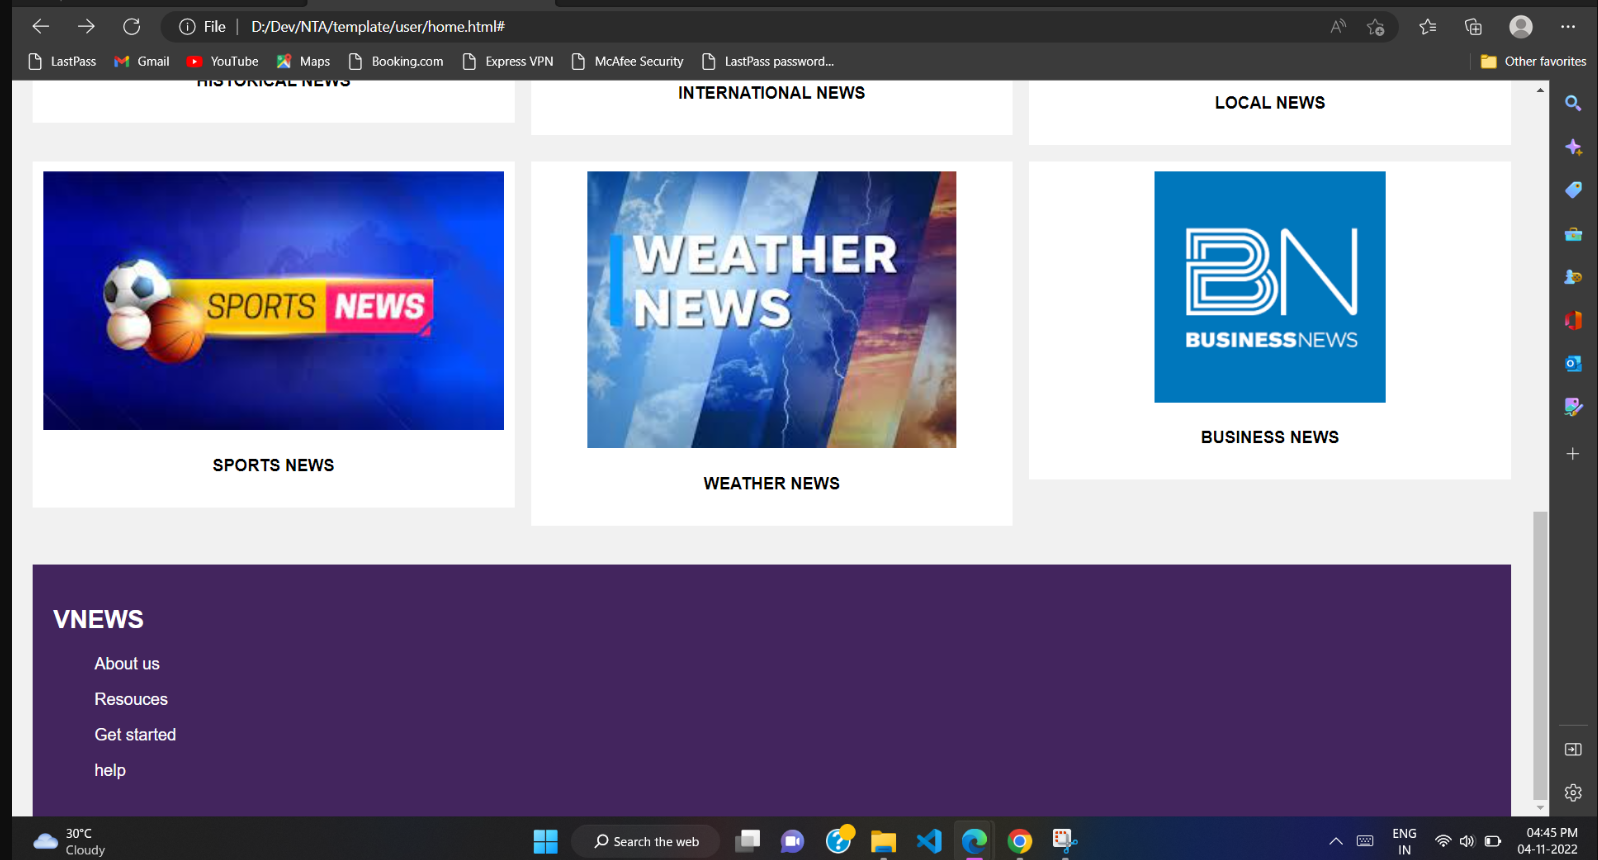 File
D:/Dev/NTA/template/user/home.html#
LastPass
Gmail
YouTube
Maps
Booking.com
Express VPN
McAfee Security
LastPass password...
Other favorites
HISTORICAL NEWS
INTERNATIONAL NEWS
LOCAL NEWS
SPORTS NEWS
WEATHER
NEWS
BN
BUSINESSNEWS
SPORTS NEWS
WEATHER NEWS
BUSINESS NEWS
VNEWS
About us
Resouces
Get started
help
30°C
Cloudy
Search the web
ENG
IN
04:45 PM
04-11-2022